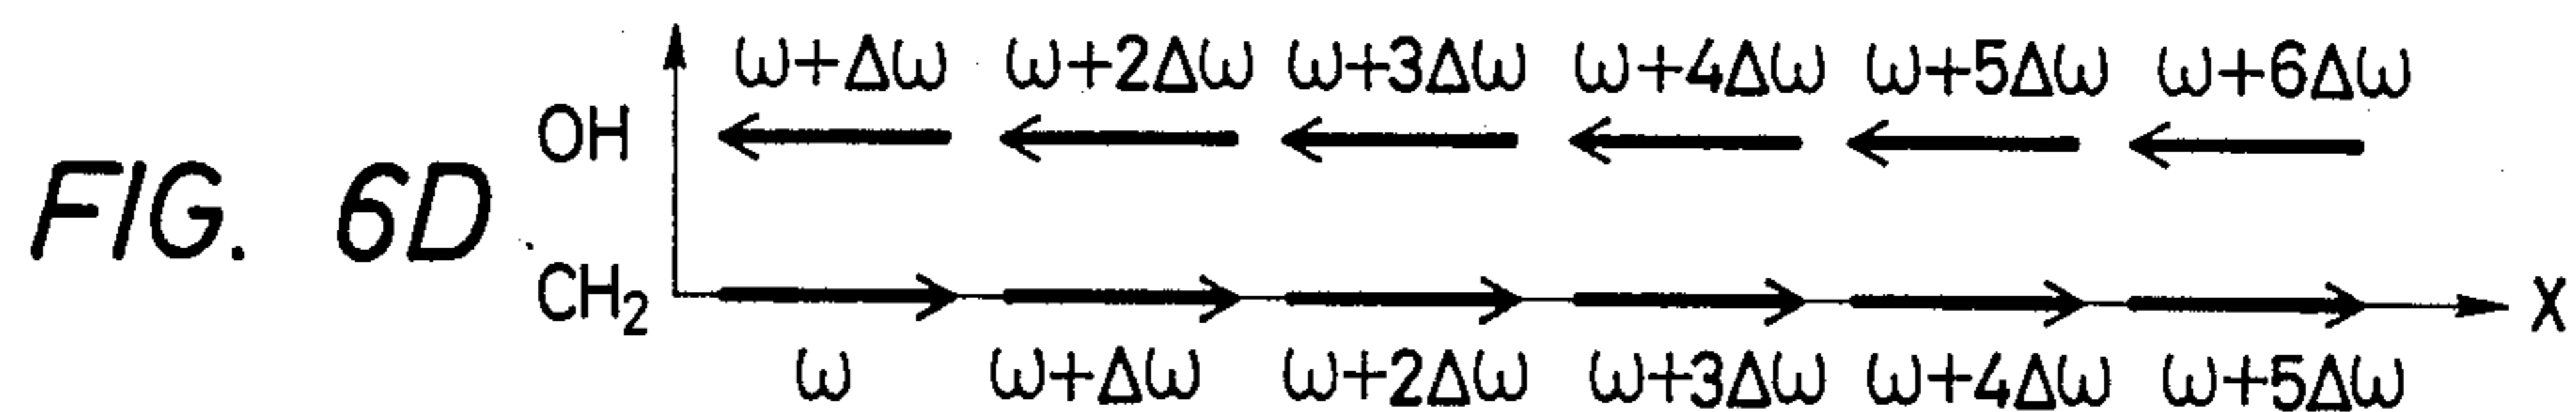 ω+Δω ω+2Δω ω+3Δω ω+4Δω ω+5Δω ω+6Δω
OH
FIG. 6D
CH₂ X
ω ω+Δω ω+2Δω ω+3Δω ω+4Δω ω+5Δω